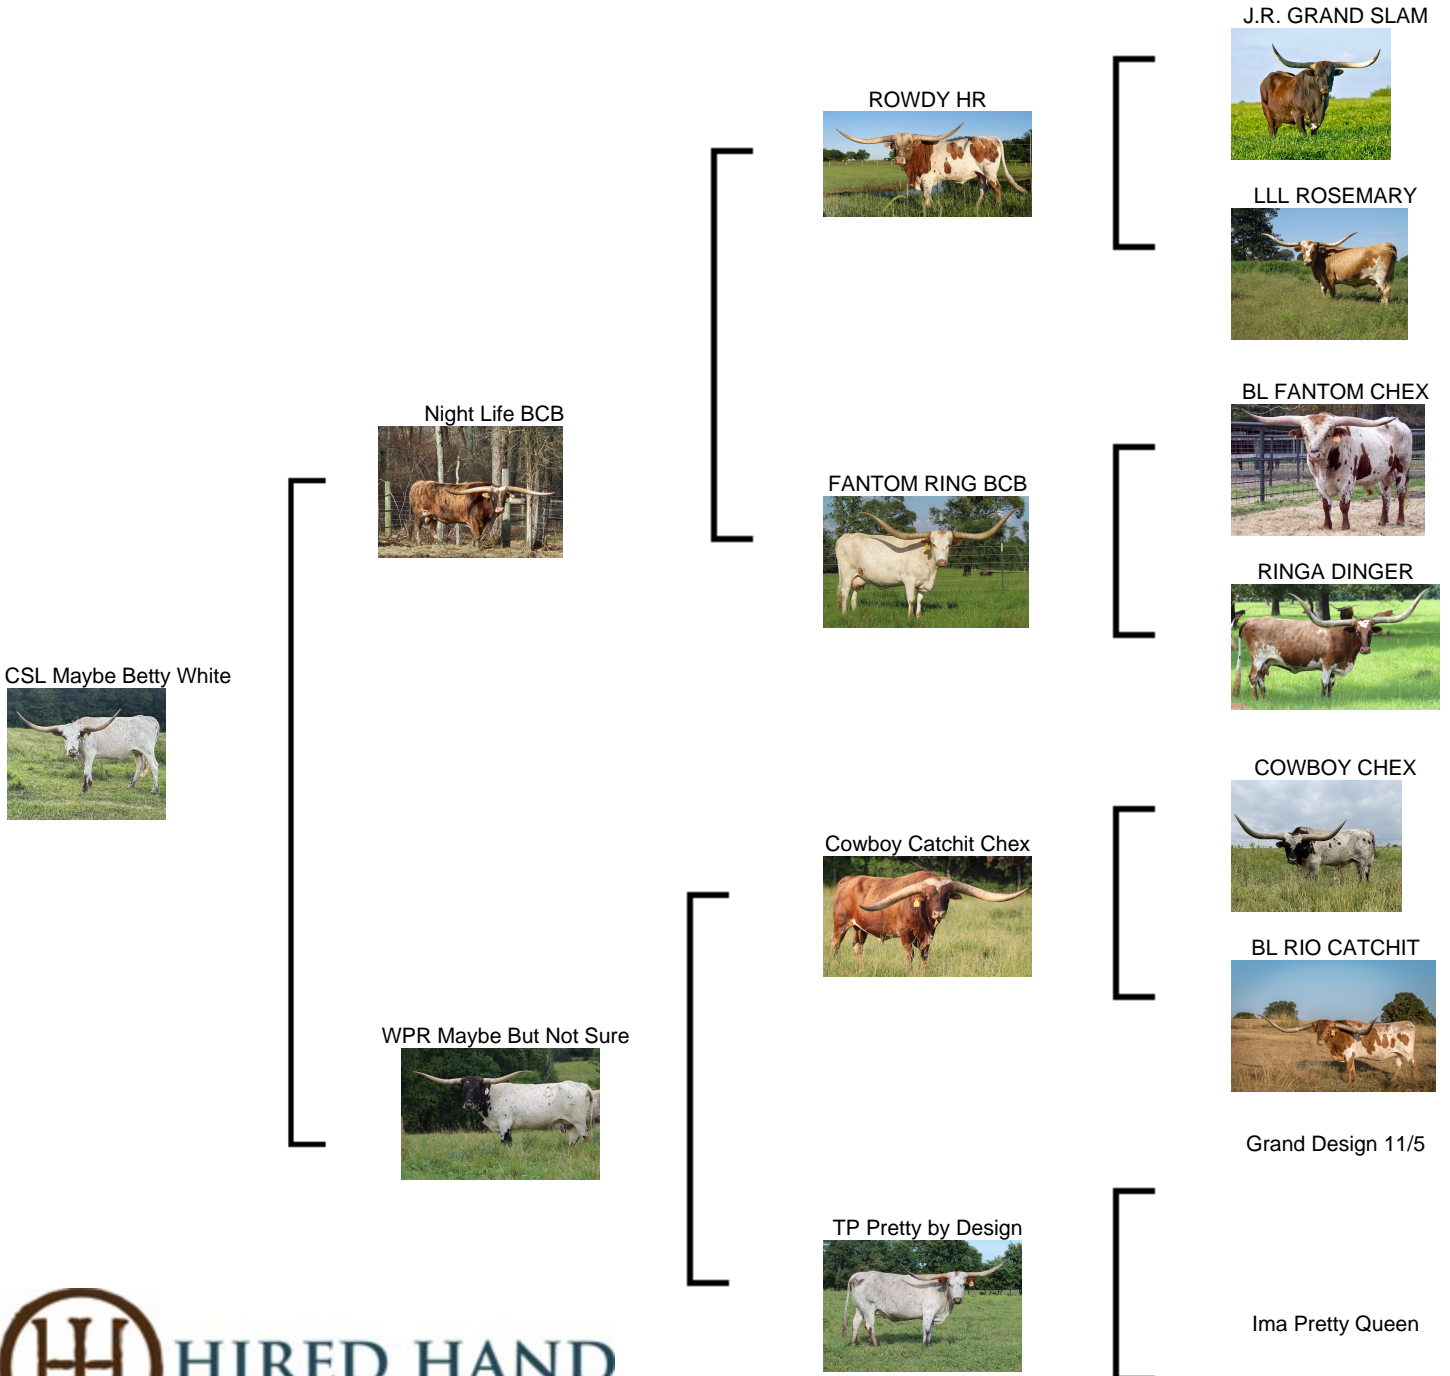 J.R. GRAND SLAM
ROWDY HR
LLL ROSEMARY
BL FANTOM CHEX
Night Life BCB
FANTOM RING BCB
RINGA DINGER
CSL Maybe Betty White
COWBOY CHEX
Cowboy Catchit Chex
BL RIO CATCHIT
WPR Maybe But Not Sure
Grand Design 11/5
TP Pretty by Design
Ima Pretty Queen
HIRED HAND